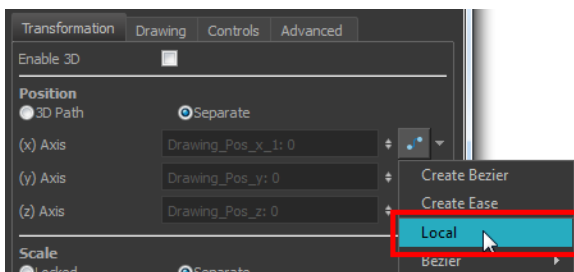 Transformation Drawing Controls Advanced
Enable 3D
Position
3D Path Separate
(x) Axis Drawing_Pos_x_1: 0
(y) Axis Drawing_Pos_y: 0
(z) Axis Drawing_Pos_z: 0
Create Bezier
Create Ease
Local
Bezier
Scale
Locked Separate